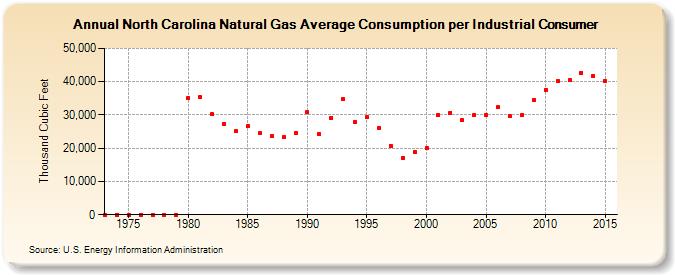 Annual North Carolina Natural Gas Average Consumption per Industrial Consumer
Thousand Cubic Feet
50,000
40,000
30,000
20,000
10,000
0
1975 1980 1985 1990 1995 2000 2005 2010 2015
Source: U.S. Energy Information Administration